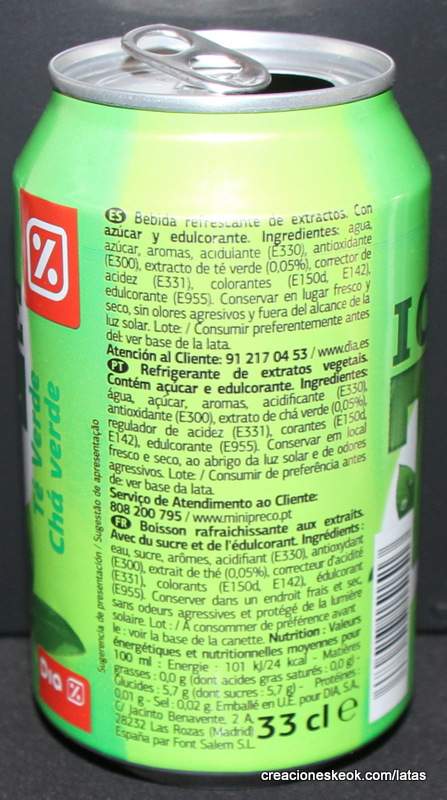 ES Bebida refrescante de extractos. Con
azúcar y edulcorante. Ingredientes: agua,
azúcar, aromas, acidulante (E330), antioxidante
(E300), extracto de té verde (0,05%), corrector de
acidez (E331), colorantes (E150d, E142),
edulcorante (E955). Conservar en lugar fresco y
seco, sin olores agresivos y fuera del alcance de la
luz solar. Lote: / Consumir preferentemente antes
del: ver base de la lata.
Atención al Cliente: 91 217 04 53 / www.dia.es
PT Refrigerante de extratos vegetais.
Contém açucar e edulcorante. Ingredientes:
água, açúcar, aromas, acidificante (E330),
antioxidante (E300), extrato de chá verde (0,05%),
regulador de acidez (E331), corantes (E150d,
E142), edulcorante (E955). Conservar em local
fresco e seco, ao abrigo da luz solar e de odores
agressivos. Lote: / Consumir de preferência antes
de: ver base da lata.
Serviço de Atendimento ao Cliente:
808 200 795 / www.minipreco.pt
FR Boisson rafraichissante aux extraits.
Avec du sucre et de l'édulcorant. Ingrédients:
eau, sucre, arômes, acidifiant (E330), antioxydant
(E300), extrait de thé (0,05%), correcteur d'acidité
(E331), colorants (E150d, E142), édulcorant
(E955). Conserver dans un endroit frais et sec,
sans odeurs agressives et protégé de la lumière
solaire. Lot: / A consommer de préférence avant
le: voir la base de la canette. Nutrition: Valeurs
énergétiques et nutritionnelles moyennes pour
100 ml: Energie: 101 kJ/24 kcal - Matières
grasses: 0,0 g (dont acides gras saturés: 0,0 g)-
Glucides: 5,7 g (dont sucres: 5,7 g)- Protéines:
0,01 g - Sel: 0,02 g. Embalado en U.E. pour DIA, S.A.,
C/ Jacinto Benavente, 2 A,
28232 Las Rozas (Madrid)
España par Font Salem S.L.
33 cl e
Té Verde
Chá verde
Sugerencia de presentación / Sugestão de apresentação
Dia %
%
I
creacioneskeok.com/latas